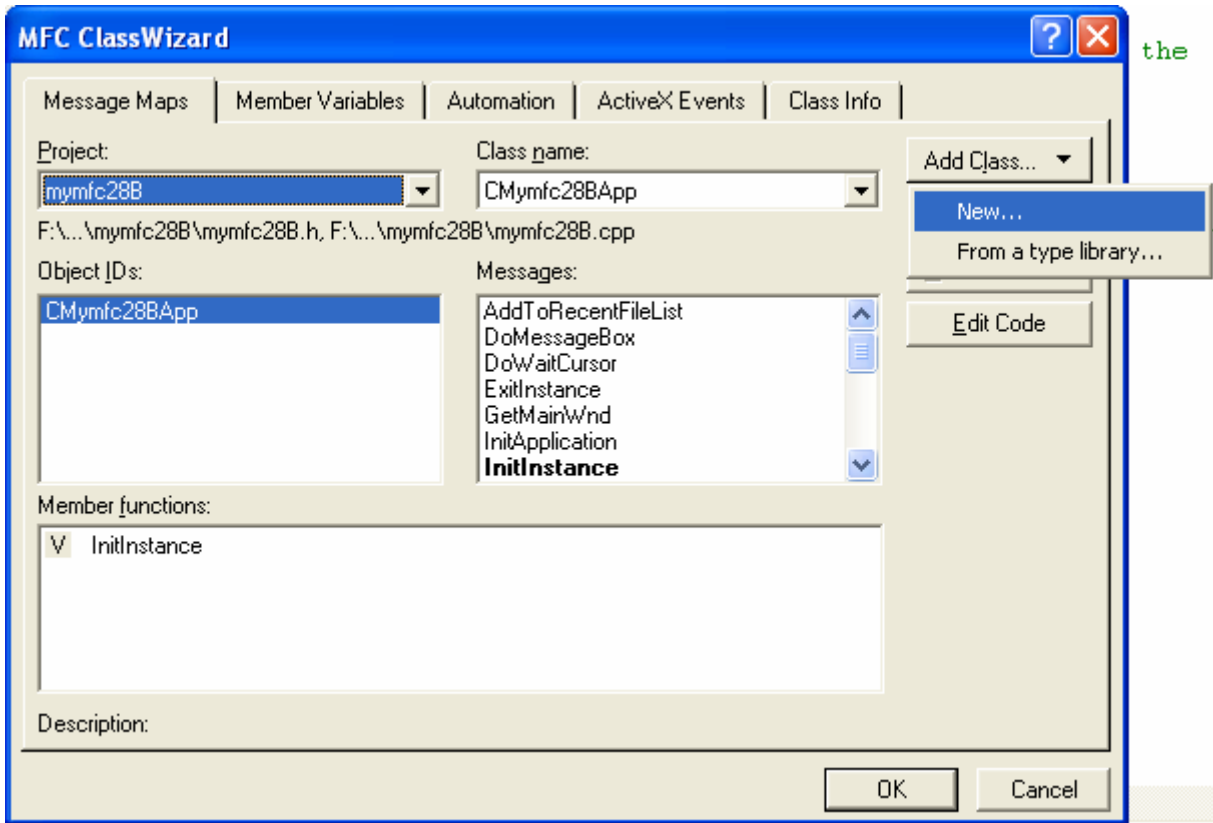 MFC ClassWizard
the
Message Maps Member Variables Automation ActiveX Events Class Info
Project: Class name: Add Class...
mymfc28B CMymfc28BApp
New...
F:\...\mymfc28B\mymfc28B.h, F:\...\mymfc28B\mymfc28B.cpp
From a type library...
Object IDs: Messages:
CMymfc28BApp AddToRecentFileList
DoMessageBox Edit Code
DoWaitCursor
ExitInstance
GetMainWnd
InitApplication
InitInstance
Member functions:
V InitInstance
Description:
OK Cancel